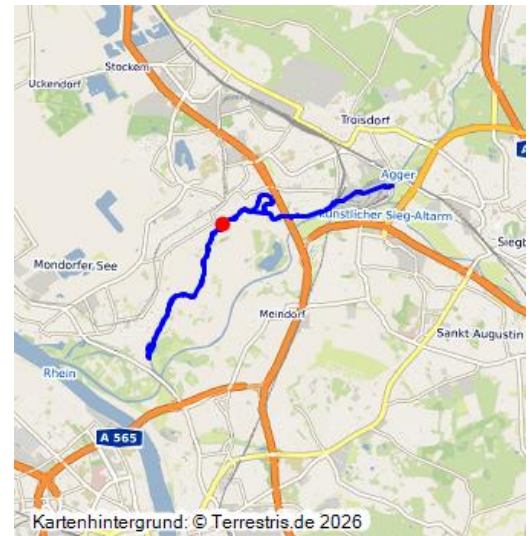 Stockem
Uckendorf
Troisdorf
A
Agger
Künstlicher Sieg-Altarm
Siegb
Mondorfer See
Meindorf
Sankt Augustin
Rhein
A 565
Kartenhintergrund: © Terrestris.de 2026